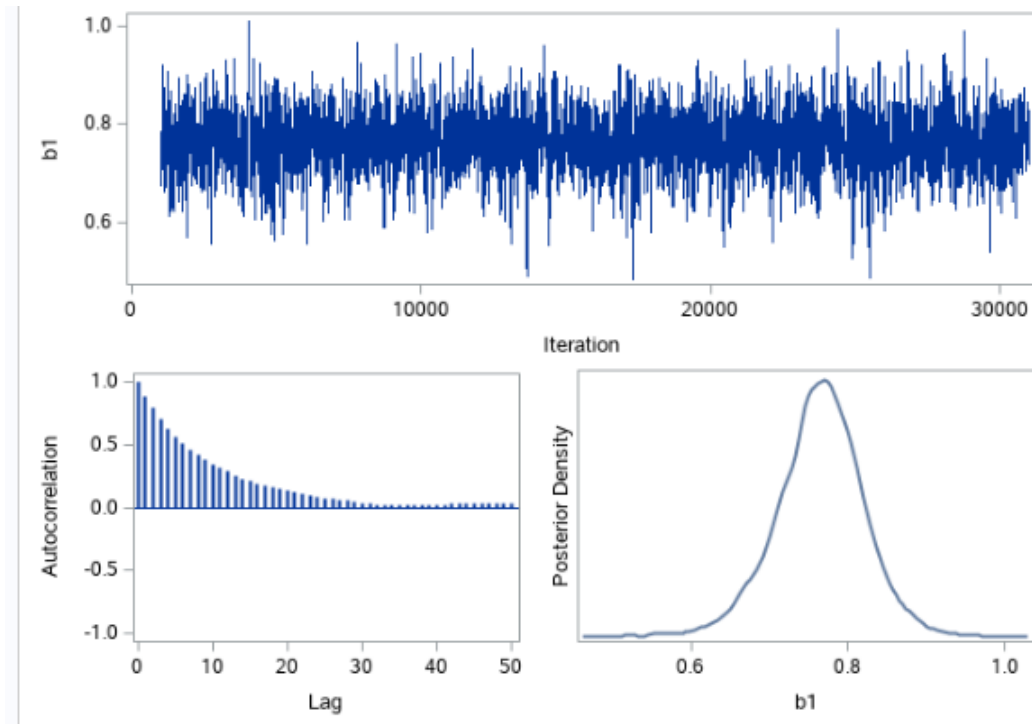 1.0
0.8
b1
0.6
0 10000 20000 30000
Iteration
1.0
0.5
Autocorrelation
0.0
-0.5
-1.0
0 10 20 30 40 50
Lag
Posterior Density
0.6 0.8 1.0
b1